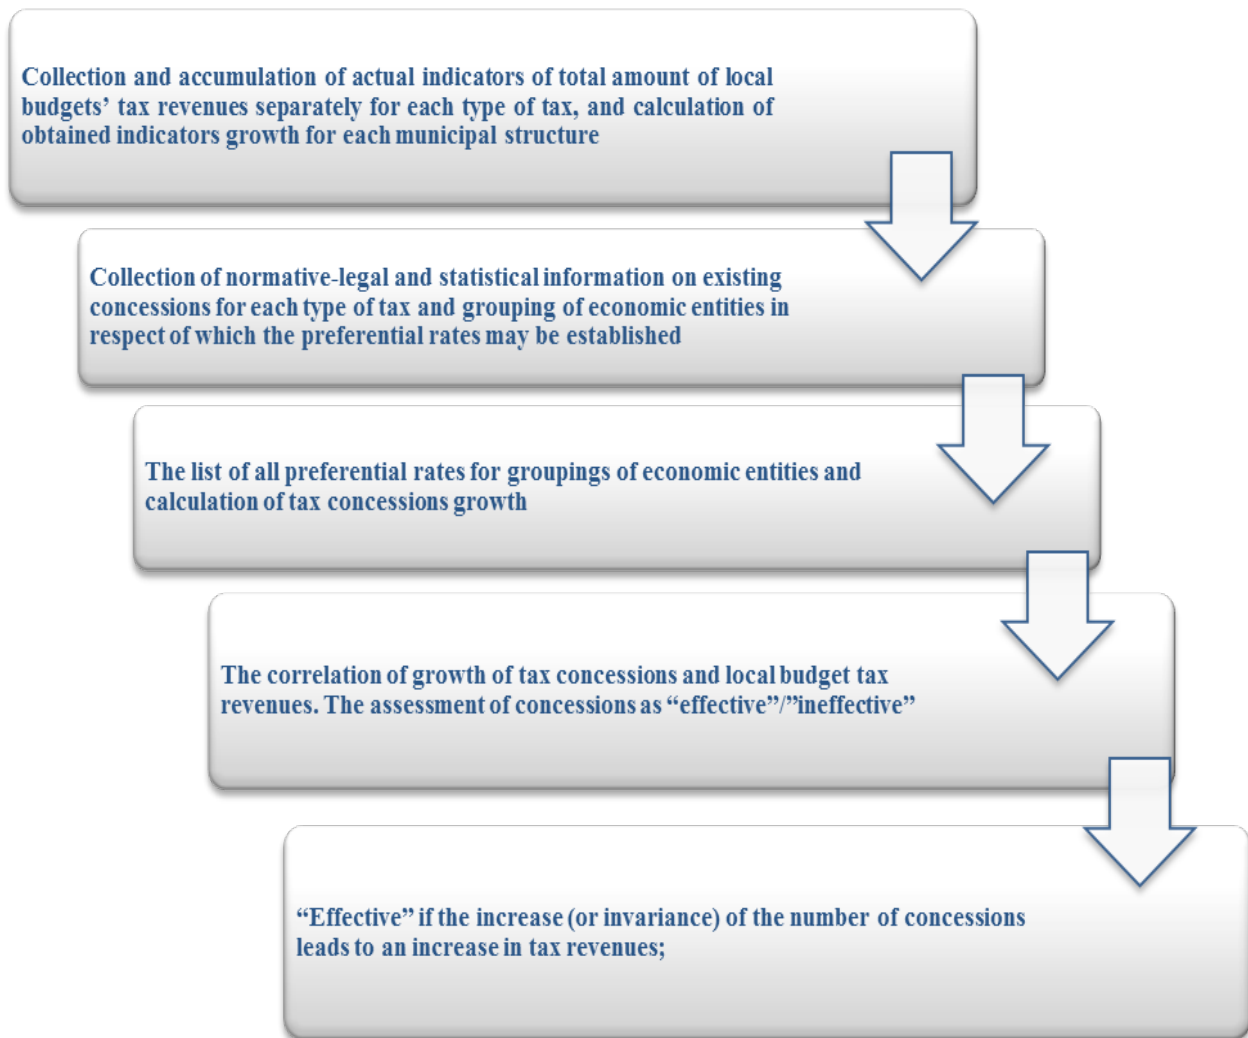 Collection and accumulation of actual indicators of total amount of local
budgets’ tax revenues separately for each type of tax, and calculation of
obtained indicators growth for each municipal structure
Collection of normative-legal and statistical information on existing
concessions for each type of tax and grouping of economic entities in
respect of which the preferential rates may be established
The list of all preferential rates for groupings of economic entities and
calculation of tax concessions growth
The correlation of growth of tax concessions and local budget tax
revenues. The assessment of concessions as “effective”/”ineffective”
“Effective” if the increase (or invariance) of the number of concessions
leads to an increase in tax revenues;